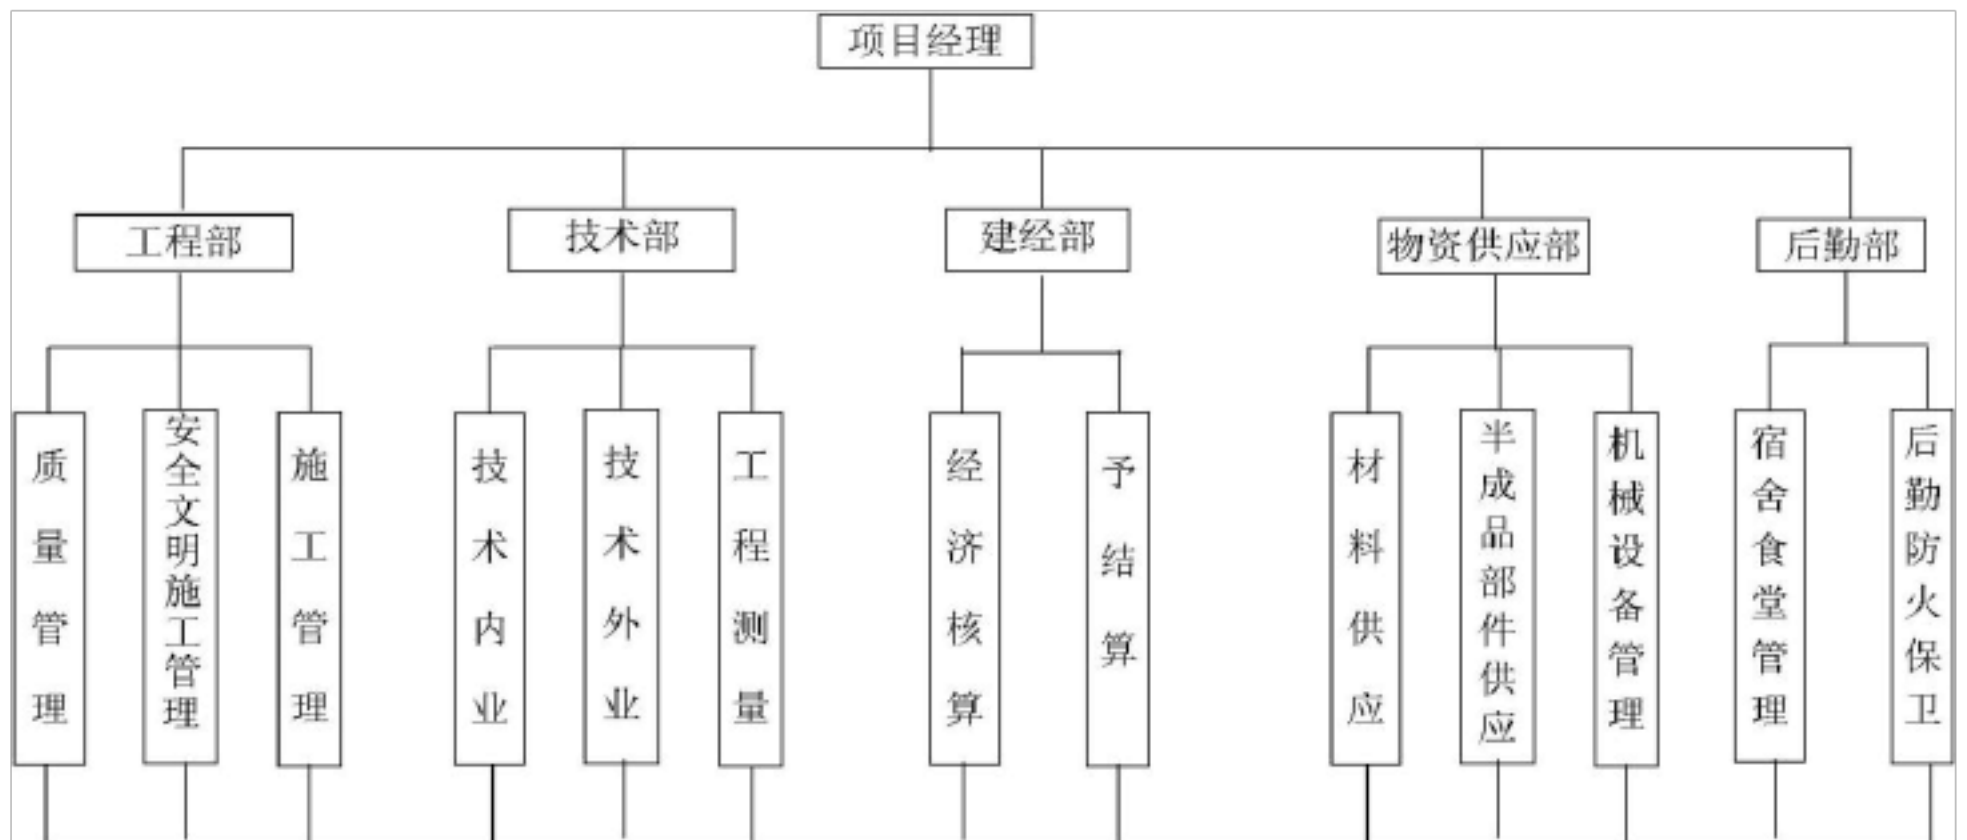 项目经理
工程部
技术部
建经部
物资供应部
后勤部
质量管理
安全文明施工管理
施工管理
技术内业
技术外业
工程测量
经济核算
予结算
材料供应
半成品部件供应
机械设备管理
宿舍食堂管理
后勤防火保卫